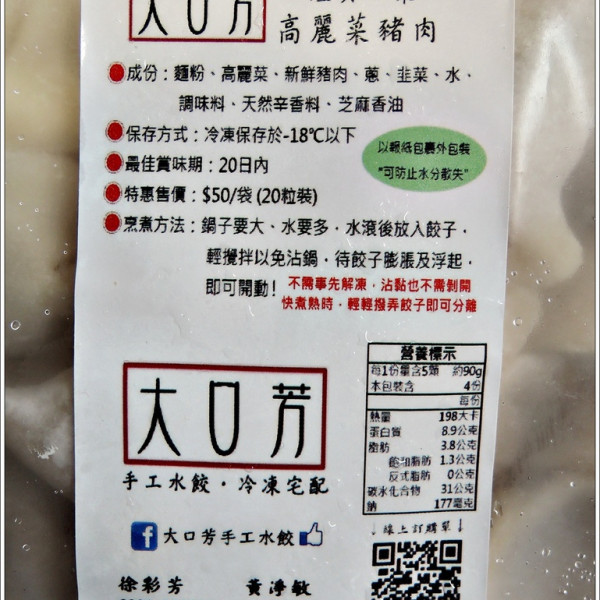 大口芳
高麗菜豬肉
成份：麵粉、高麗菜、新鮮豬肉、蔥、韭菜、水、
調味料、天然辛香料、芝麻香油
保存方式：冷凍保存於-18℃以下
最佳賞味期：20日內
以報紙包裹外包裝
"可防止水分散失"
特惠售價：$50/袋 (20粒裝)
烹煮方法：鍋子要大、水要多，水滾後放入餃子，
輕攪拌以免沾鍋，待餃子膨脹及浮起，
即可開動！
不需事先解凍，沾黏也不需剝開
快煮熟時，輕輕撥弄餃子即可分離
營養標示
每1份量含5顆 約90g
本包裝含 4份
每份
熱量 198大卡
蛋白質 8.9公克
脂肪 3.8公克
飽和脂肪 1.3公克
反式脂肪 0公克
碳水化合物 31公克
鈉 177毫克
大口芳
手工水餃．冷凍宅配
f 大口芳手工水餃
↓線上訂購單↓
徐彩芳 黃淨敏